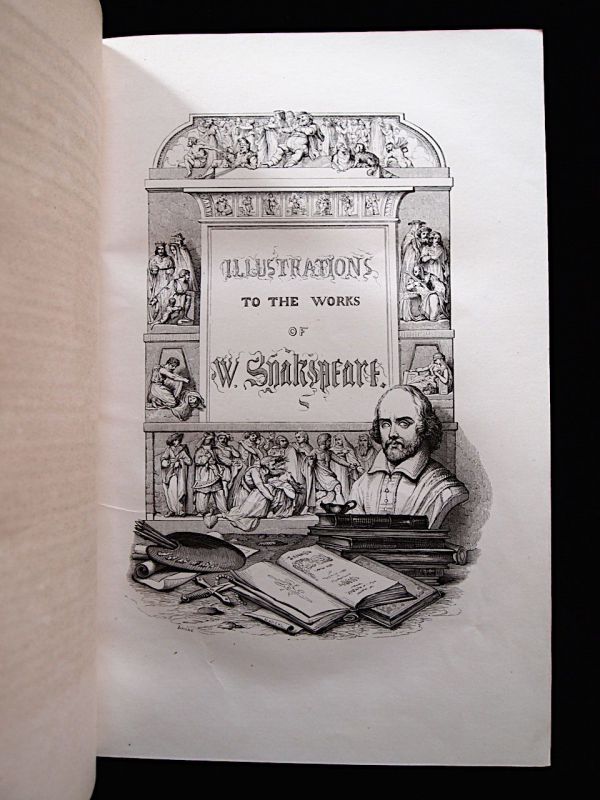 ILLUSTRATIONS
TO THE WORKS
OF
W. Shakspeare.